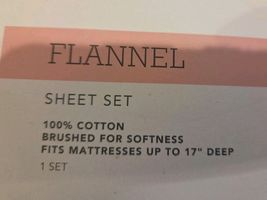 FLANNEL
SHEET SET
100% COTTON
BRUSHED FOR SOFTNESS
FITS MATTRESSES UP TO 17" DEEP
1 SET